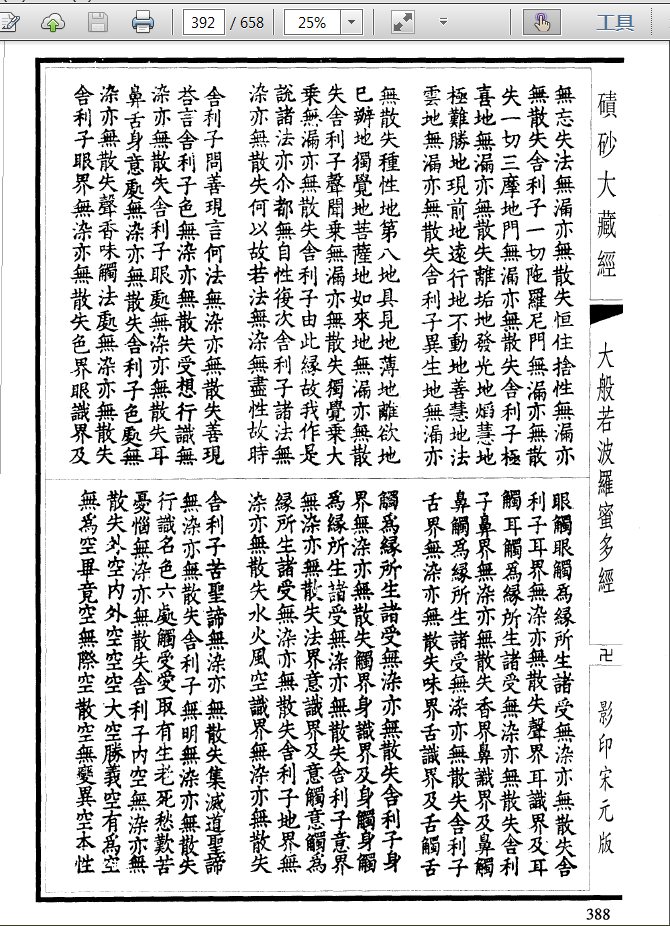 392 / 658
25%
工具
磧砂大藏經
大般若波羅蜜多經
卍
影印宋元版
無忘失法無漏亦無散失恒住捨性無漏亦
無散失舍利子一切陁羅尼門無漏亦無散
失一切三摩地門無漏亦無散失舍利子極
喜地無漏亦無散失離垢地發光地焰慧地
極難勝地現前地遠行地不動地善慧地法
雲地無漏亦無散失舍利子異生地無漏亦
無散失種性地第八地具見地薄地離欲地
已辦地獨覺地菩薩地如來地無漏亦無散
失舍利子聲聞乘無漏亦無散失獨覺乘大
乘無漏亦無散失舍利子由此緣故我作是
說諸法亦尒都無自性復次舍利子諸法無
染亦無散失何以故若法無染無盡性故時
舍利子問善現言何法無染亦無散失善現
荅言舍利子色無染亦無散失受想行識無
染亦無散失舍利子眼處無染亦無散失耳
鼻舌身意處無染亦無散失舍利子色處無
染亦無散失聲香味觸法處無染亦無散失
舍利子眼界無染亦無散失色界眼識界及
眼觸眼觸為緣所生諸受無染亦無散失舍
利子耳界無染亦無散失聲界耳識界及耳
觸耳觸為緣所生諸受無染亦無散失舍利
子鼻界無染亦無散失香界鼻識界及鼻觸
鼻觸為緣所生諸受無染亦無散失舍利子
舌界無染亦無散失味界舌識界及舌觸舌
觸為緣所生諸受無染亦無散失舍利子身
界無染亦無散失觸界身識界及身觸身觸
為緣所生諸受無染亦無散失舍利子意界
無染亦無散失法界意識界及意觸意觸為
緣所生諸受無染亦無散失舍利子地界無
染亦無散失水火風空識界無染亦無散失
舍利子苦聖諦無染亦無散失集滅道聖諦
無染亦無散失舍利子無明無染亦無散失
行識名色六處觸受愛取有生老死愁歎苦
憂惱無染亦無散失舍利子內空無染亦無
散失外空內外空空空大空勝義空有為空
無為空畢竟空無際空散空無變異空本性
388